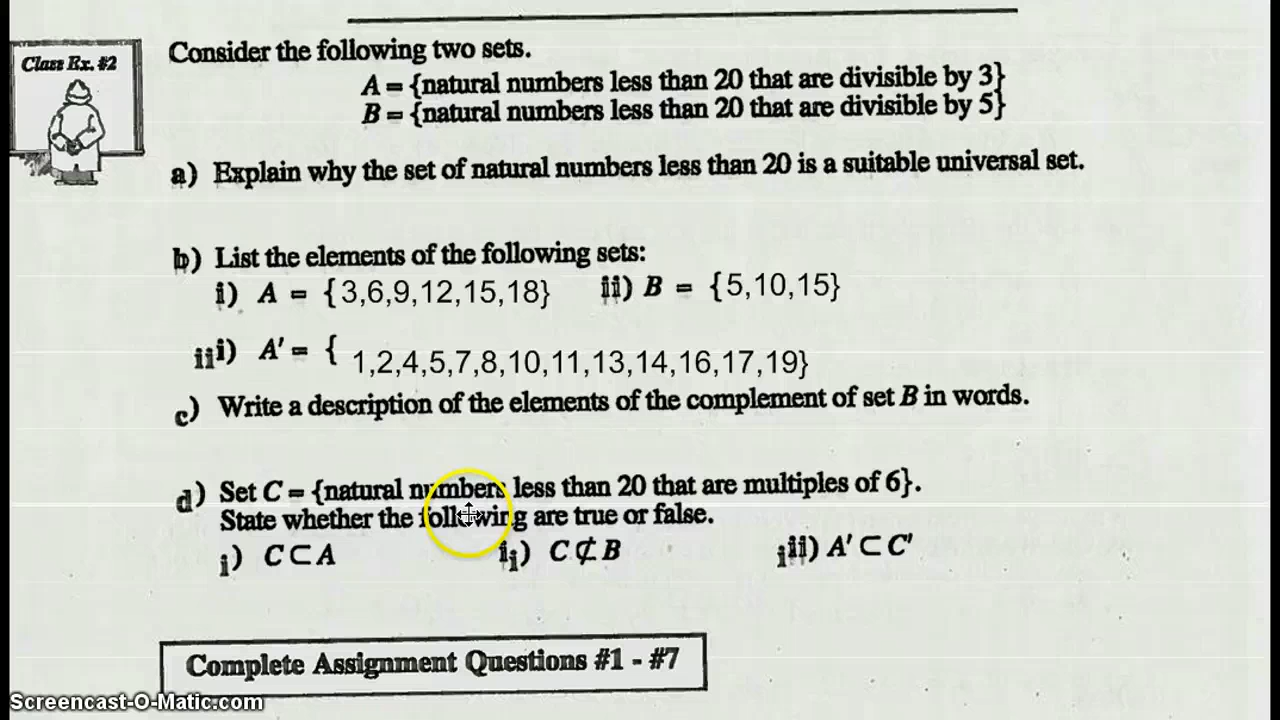 Class Ex. #2
Consider the following two sets.
A = {natural numbers less than 20 that are divisible by 3}
B = {natural numbers less than 20 that are divisible by 5}
a) Explain why the set of natural numbers less than 20 is a suitable universal set.
b) List the elements of the following sets:
i) A = {3,6,9,12,15,18} ii) B = {5,10,15}
iii) A' = { 1,2,4,5,7,8,10,11,13,14,16,17,19}
c) Write a description of the elements of the complement of set B in words.
d) Set C = {natural numbers less than 20 that are multiples of 6}.
State whether the following are true or false.
i) C ⊂ A ii) C ⊄ B iii) A' ⊂ C'
Complete Assignment Questions #1 - #7
Screencast-O-Matic.com